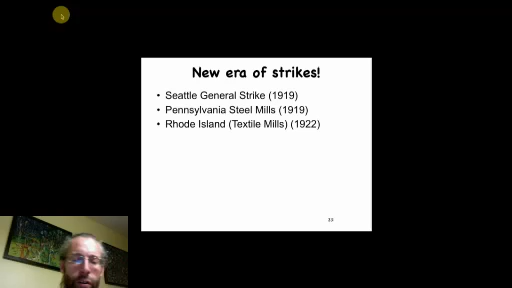 New era of strikes!
• Seattle General Strike (1919)
• Pennsylvania Steel Mills (1919)
• Rhode Island (Textile Mills) (1922)